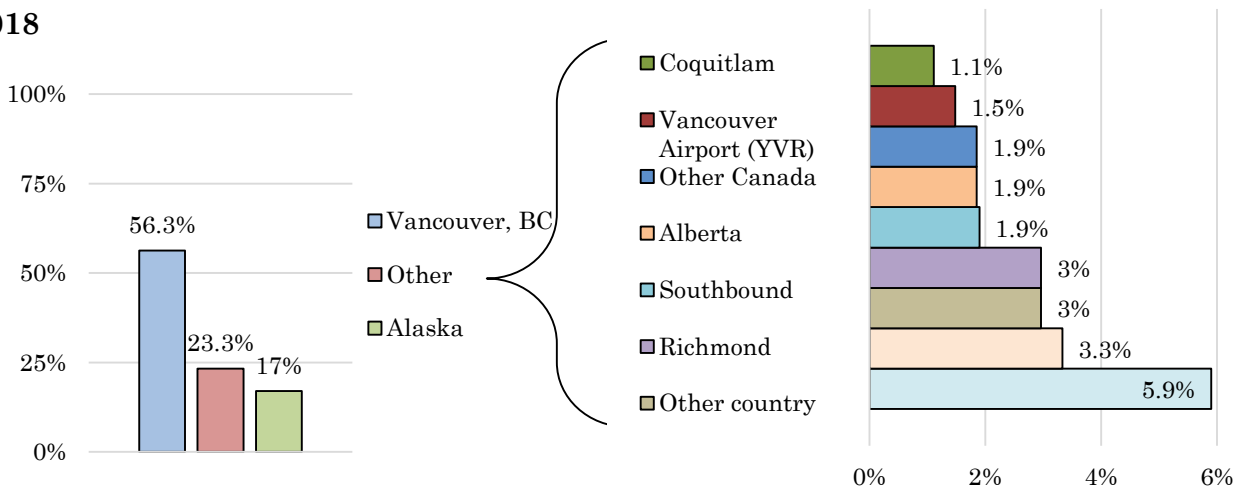 018
100%
75%
50%
25%
0%
56.3%
23.3%
17%
Vancouver, BC
Other
Alaska
Coquitlam
Vancouver
Airport (YVR)
Other Canada
Alberta
Southbound
Richmond
Other country
1.1%
1.5%
1.9%
1.9%
1.9%
3%
3%
3.3%
5.9%
0%
2%
4%
6%